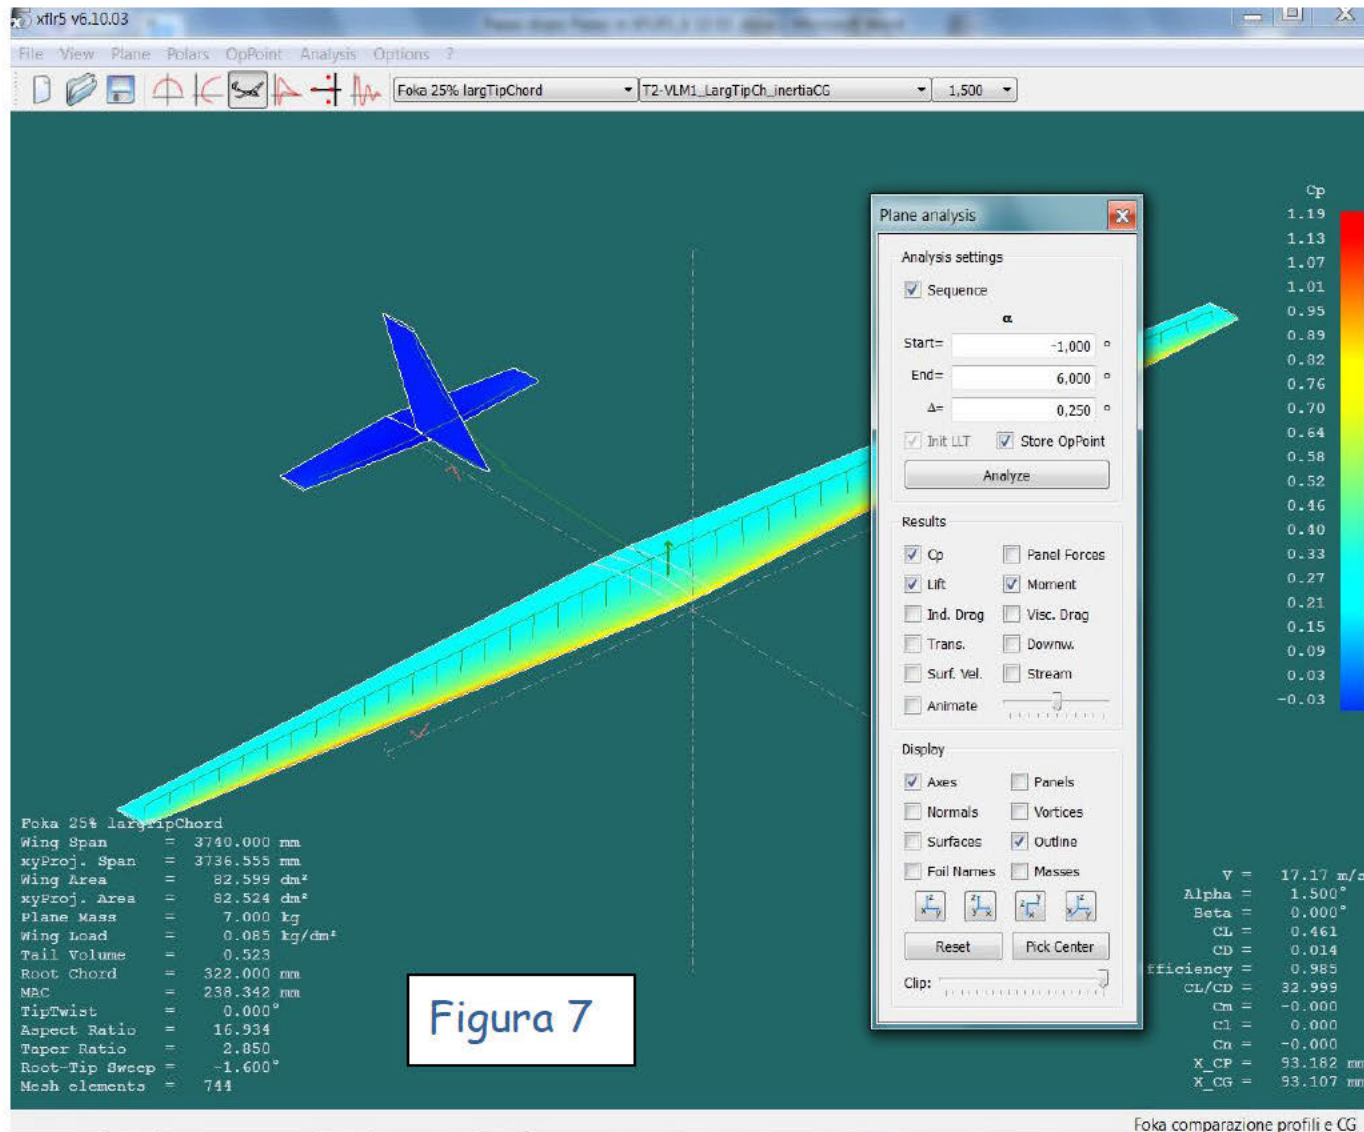 xflr5 v6.10.03
File View Plane Polars OpPoint Analysis Options ?
Foka 25% largTipChord T2-VLM1_LargTipCh_inertiaCG 1,500
Cp
1.19
1.13
1.07
1.01
0.95
0.89
0.82
0.76
0.70
0.64
0.58
0.52
0.46
0.40
0.33
0.27
0.21
0.15
0.09
0.03
-0.03
Plane analysis
Analysis settings
Sequence
α
Start= -1,000 °
End= 6,000 °
Δ= 0,250 °
Init LLT Store OpPoint
Analyze
Results
Cp Panel Forces
Lift Moment
Ind. Drag Visc. Drag
Trans. Downw.
Surf. Vel. Stream
Animate
Display
Axes Panels
Normals Vortices
Surfaces Outline
Foil Names Masses
Reset Pick Center
Clip:
Foka 25% largTipChord
Wing Span = 3740.000 mm
xyProj. Span = 3736.555 mm
Wing Area = 82.599 dm²
xyProj. Area = 82.524 dm²
Plane Mass = 7.000 kg
Wing Load = 0.085 kg/dm²
Tail Volume = 0.523
Root Chord = 322.000 mm
MAC = 238.342 mm
TipTwist = 0.000°
Aspect Ratio = 16.934
Taper Ratio = 2.850
Root-Tip Sweep = -1.600°
Mesh elements = 744
Figura 7
V = 17.17 m/s
Alpha = 1.500°
Beta = 0.000°
CL = 0.461
CD = 0.014
fficiency = 0.985
CL/CD = 32.999
Cm = -0.000
Cl = 0.000
Cn = -0.000
X_CP = 93.182 mm
X_CG = 93.107 mm
Foka comparazione profili e CG